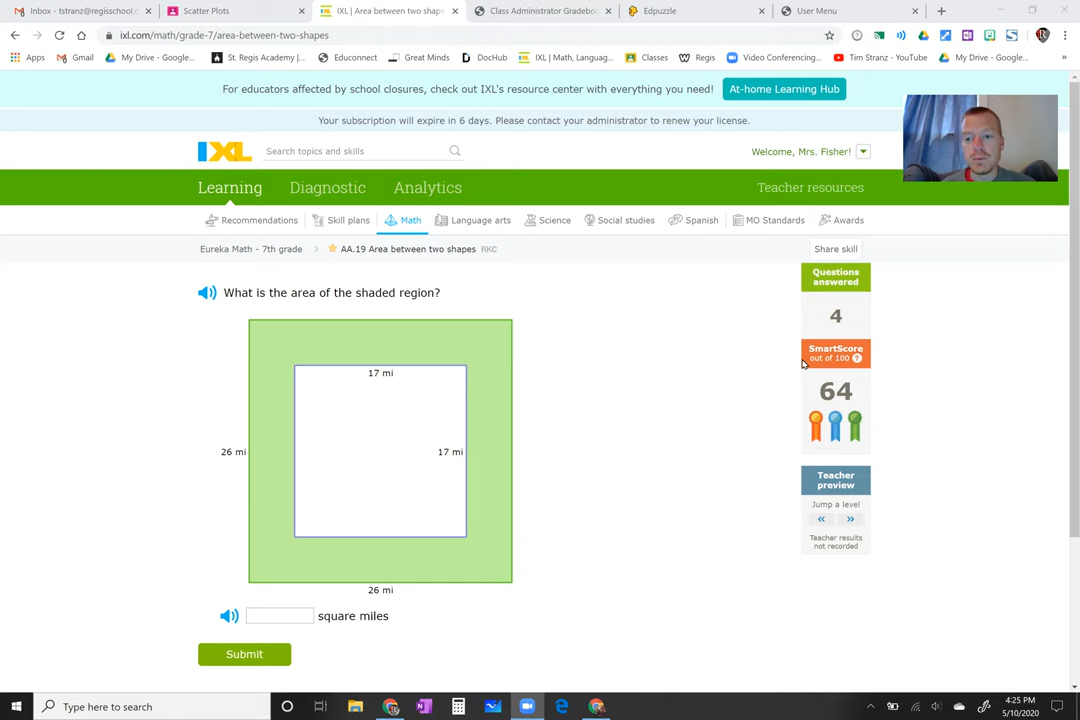 Inbox - tstranz@regisschool.c
Scatter Plots
IXL | Area between two shape
Class Administrator Gradeboo
Edpuzzle
User Menu
ixl.com/math/grade-7/area-between-two-shapes
Apps
Gmail
My Drive - Google...
St. Regis Academy |...
Educonnect
Great Minds
DocHub
IXL | Math, Languag...
Classes
Regis
Video Conferencing...
Tim Stranz - YouTube
My Drive - Google...
For educators affected by school closures, check out IXL's resource center with everything you need!
At-home Learning Hub
Your subscription will expire in 6 days. Please contact your administrator to renew your license.
IXL
Search topics and skills
Welcome, Mrs. Fisher!
Learning
Diagnostic
Analytics
Teacher resources
Recommendations
Skill plans
Math
Language arts
Science
Social studies
Spanish
MO Standards
Awards
Eureka Math - 7th grade
AA.19 Area between two shapes RKC
Share skill
What is the area of the shaded region?
17 mi
26 mi
17 mi
26 mi
square miles
Submit
Questions
answered
4
SmartScore
out of 100 ?
64
Teacher
preview
Jump a level
Teacher results
not recorded
Type here to search
4:25 PM
5/10/2020